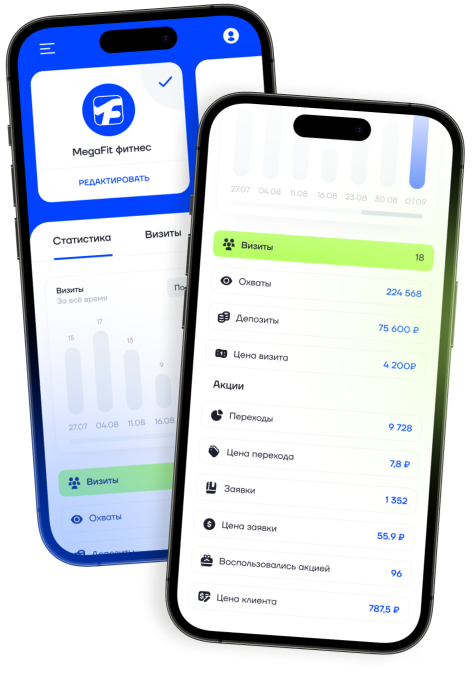 MegaFit фитнес
РЕДАКТИРОВАТЬ
Статистика
Визиты
Визиты
За всё время
По
15
17
13
9
27.07
04.08
11.08
16.08
Визиты
Охваты
Депозиты
27.07
04.08
11.08
16.08
23.08
30.08
07.09
Визиты 18
Охваты 224 568
Депозиты 75 600 ₽
Цена визита 4 200₽
Акции
Переходы 9 728
Цена перехода 7,8 ₽
Заявки 1 352
Цена заявки 55.9 ₽
Воспользовались акцией 96
Цена клиента 787,5 ₽